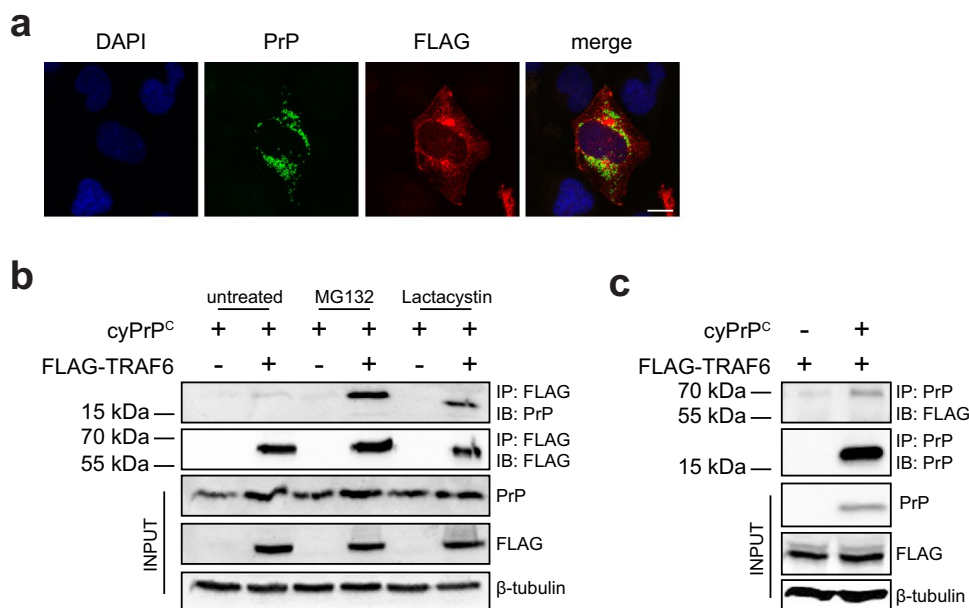 a
DAPI PrP FLAG merge
b
untreated MG132 Lactacystin
cyPrPᶜ + + + + + +
FLAG-TRAF6 - + - + - +
IP: FLAG
15 kDa IB: PrP
70 kDa IP: FLAG
55 kDa IB: FLAG
INPUT
PrP
FLAG
β-tubulin
c
cyPrPᶜ - +
FLAG-TRAF6 + +
70 kDa IP: PrP
55 kDa IB: FLAG
IP: PrP
15 kDa IB: PrP
INPUT
PrP
FLAG
β-tubulin